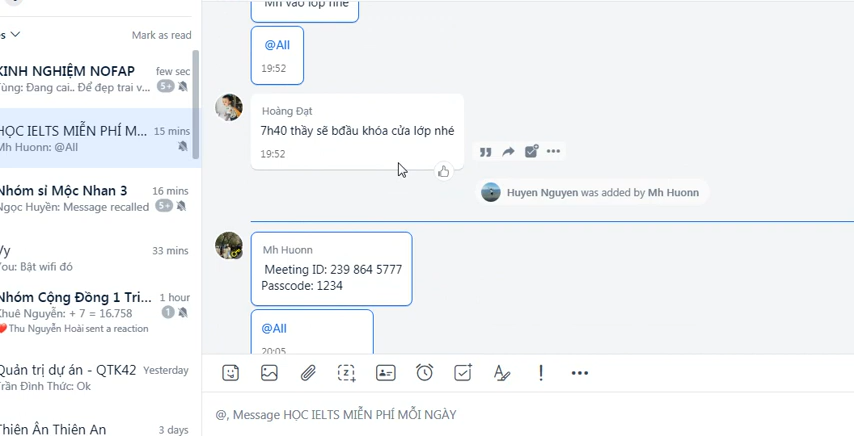 Mark as read
KINH NGHIỆM NOFAP
few sec
Tùng: Đang cai.. Để đẹp trai v...
5+
HỌC IELTS MIỄN PHÍ M...
15 mins
Mh Huonn: @All
Nhóm sỉ Mộc Nhan 3
16 mins
Ngọc Huyền: Message recalled
5+
Vy
33 mins
You: Bật wifi đó
Nhóm Cộng Đồng 1 Tri...
1 hour
Khuê Nguyễn: + 7 = 16.758
1
Thu Nguyễn Hoài sent a reaction
Quản trị dự án - QTK42
Yesterday
Trần Đình Thức: Ok
Thiên Ân Thiên An
3 days
Mn vào lớp nhé
@All
19:52
Hoàng Đạt
7h40 thầy sẽ bđầu khóa cửa lớp nhé
19:52
Huyen Nguyen was added by Mh Huonn
Mh Huonn
Meeting ID: 239 864 5777
Passcode: 1234
@All
20:05
@, Message HỌC IELTS MIỄN PHÍ MỖI NGÀY